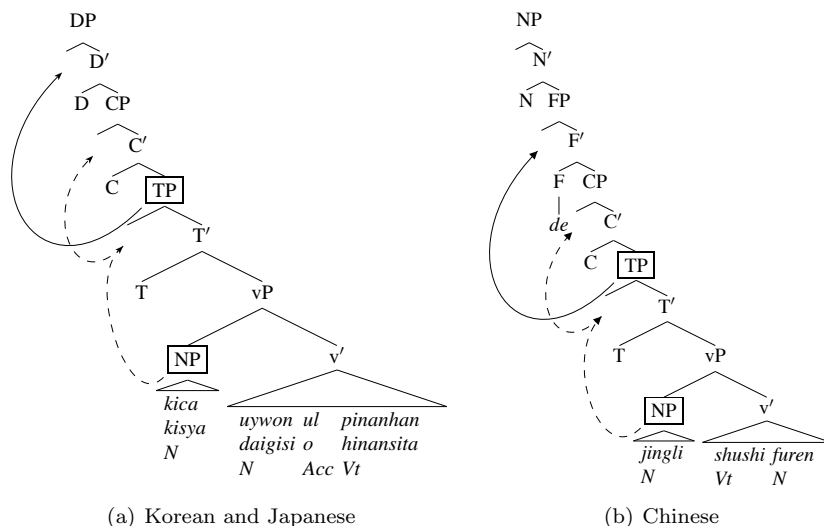 DP
D′
D CP
C′
C TP
T′
T vP
NP v′
kica uywon ul pinanhan
kisya daigisi o hinansita
N N Acc Vt
(a) Korean and Japanese
NP
N′
N FP
F′
F CP
de C′
C TP
T′
T vP
NP v′
jingli shushi furen
N Vt N
(b) Chinese